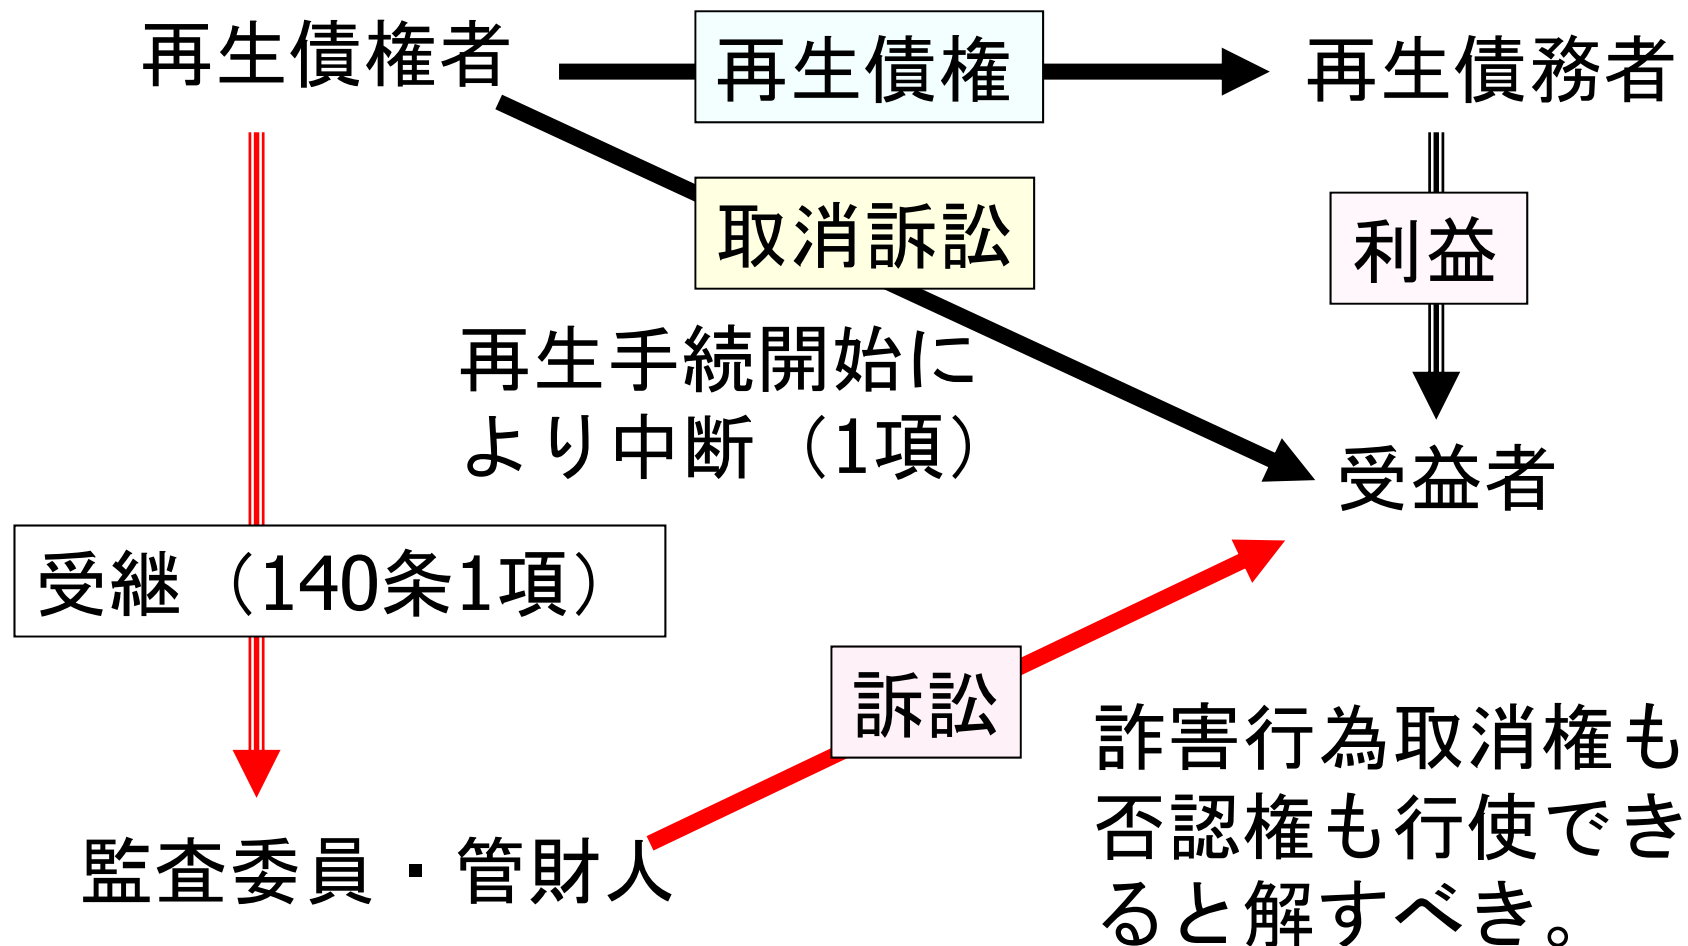 再生債権者
再生債権
再生債務者
取消訴訟
利益
再生手続開始に
より中断（1項）
受益者
受継（140条1項）
訴訟
詐害行為取消権も
否認権も行使でき
ると解すべき。
監査委員・管財人